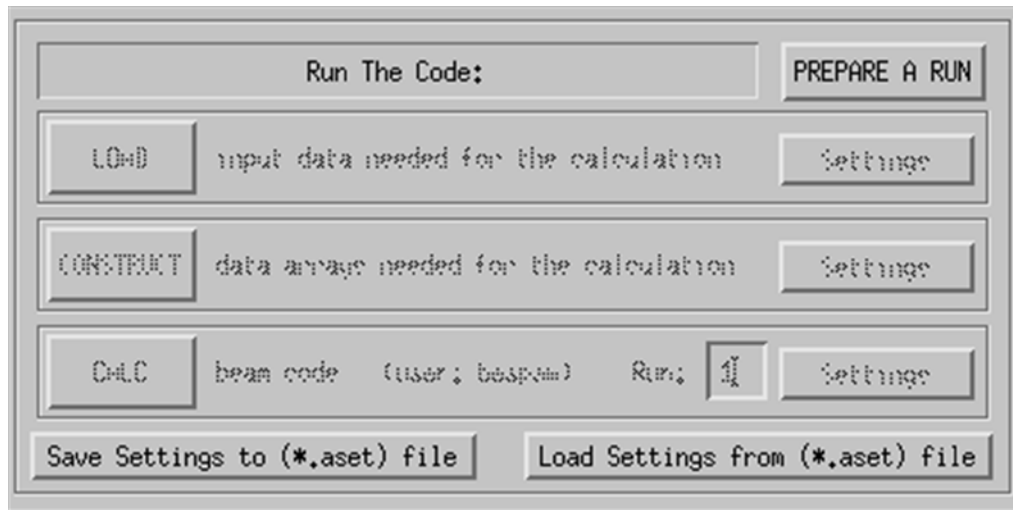 Run The Code: PREPARE A RUN
LOAD input data needed for the calculation Settings
CONSTRUCT data arrays needed for the calculation Settings
CALC beam code (user: Run: 1 Settings
Save Settings to (*.aset) file Load Settings from (*.aset) file